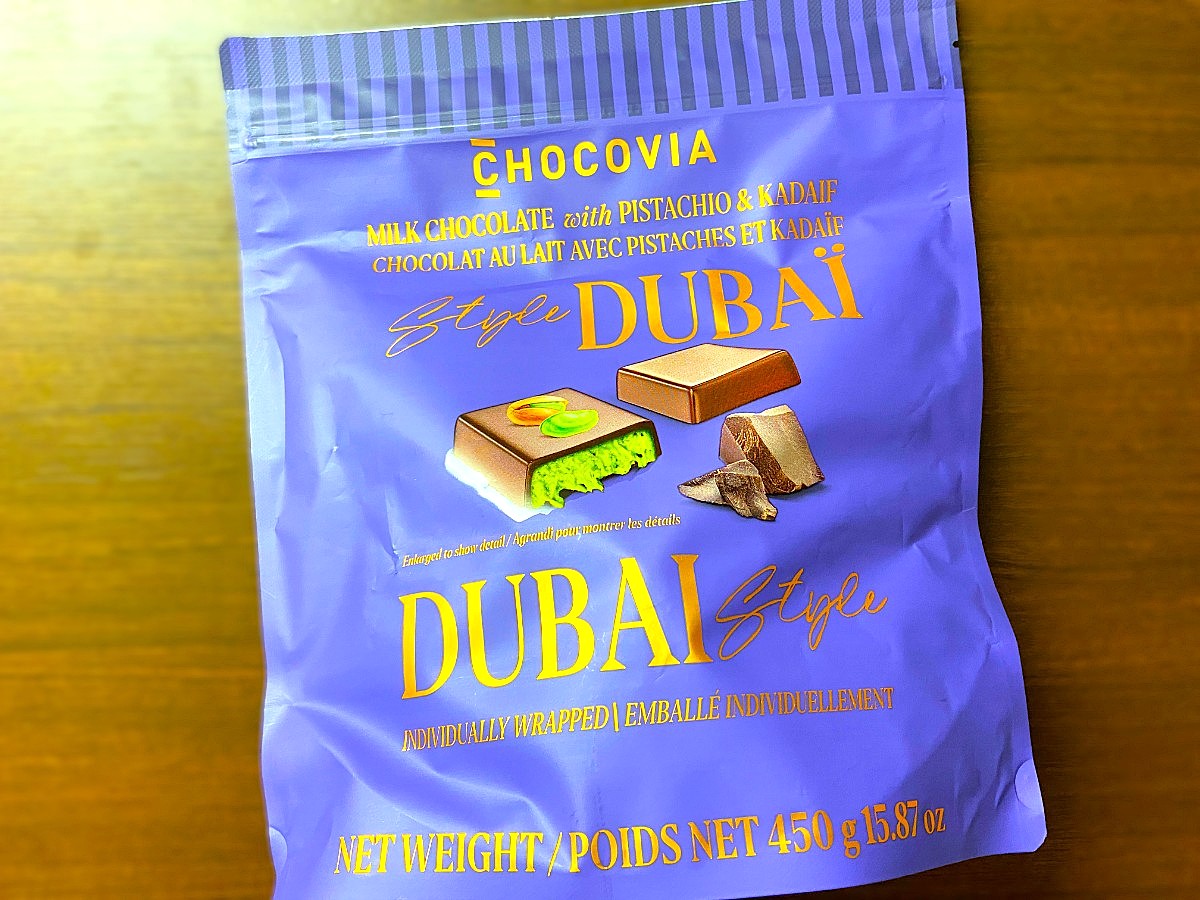 CHOCOVIA
MILK CHOCOLATE with PISTACHIO & KADAIF
CHOCOLAT AU LAIT AVEC PISTACHES ET KADAÏF
Style DUBAÏ
Enlarged to show detail / Agrandi pour montrer les détails
DUBAI Style
INDIVIDUALLY WRAPPED | EMBALLÉ INDIVIDUELLEMENT
NET WEIGHT / POIDS NET 450 g 15.87 oz